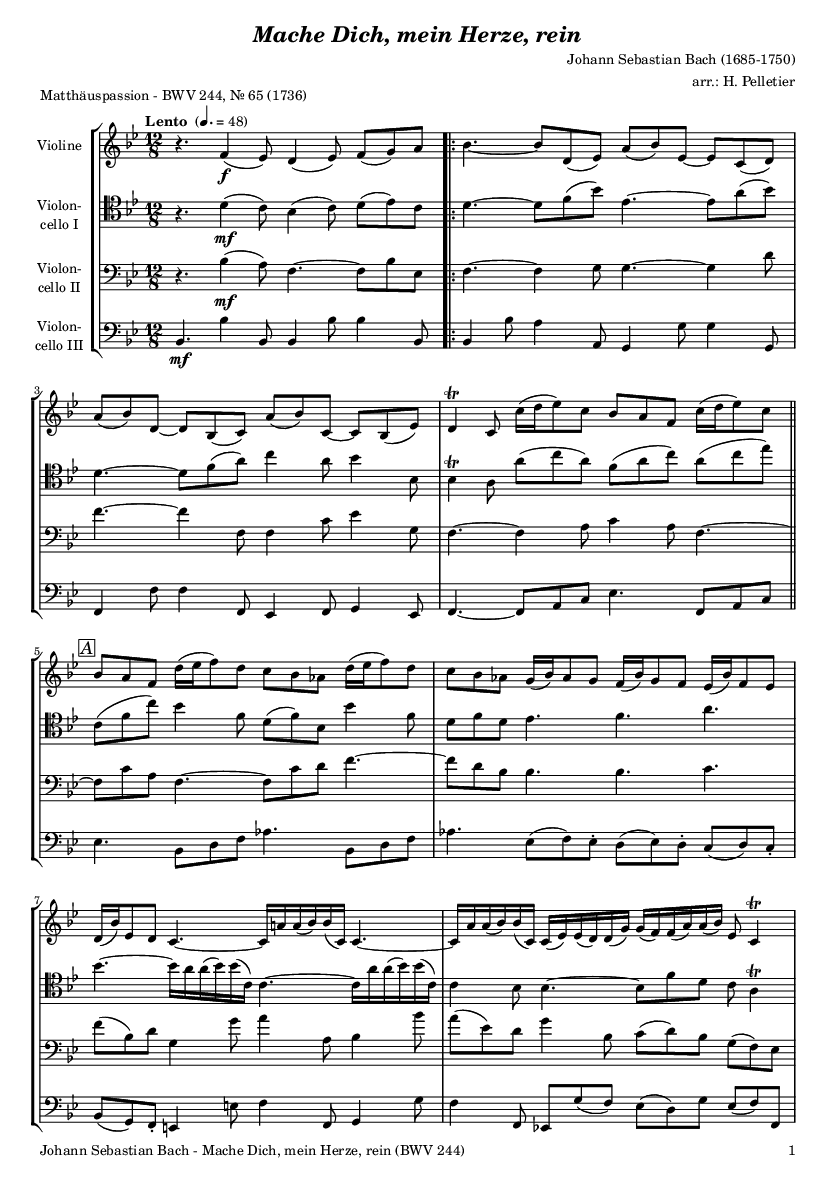 Mache Dich, mein Herze, rein
Johann Sebastian Bach (1685-1750)
arr.: H. Pelletier
Matthäuspassion - BWV 244, № 65 (1736)
Lento (♩. = 48)
Violine
f
Violon-
cello I
mf
Violon-
cello II
mf
Violon-
cello III
mf
3
tr
tr
5
A
7
tr
tr
Johann Sebastian Bach - Mache Dich, mein Herze, rein (BWV 244)
1